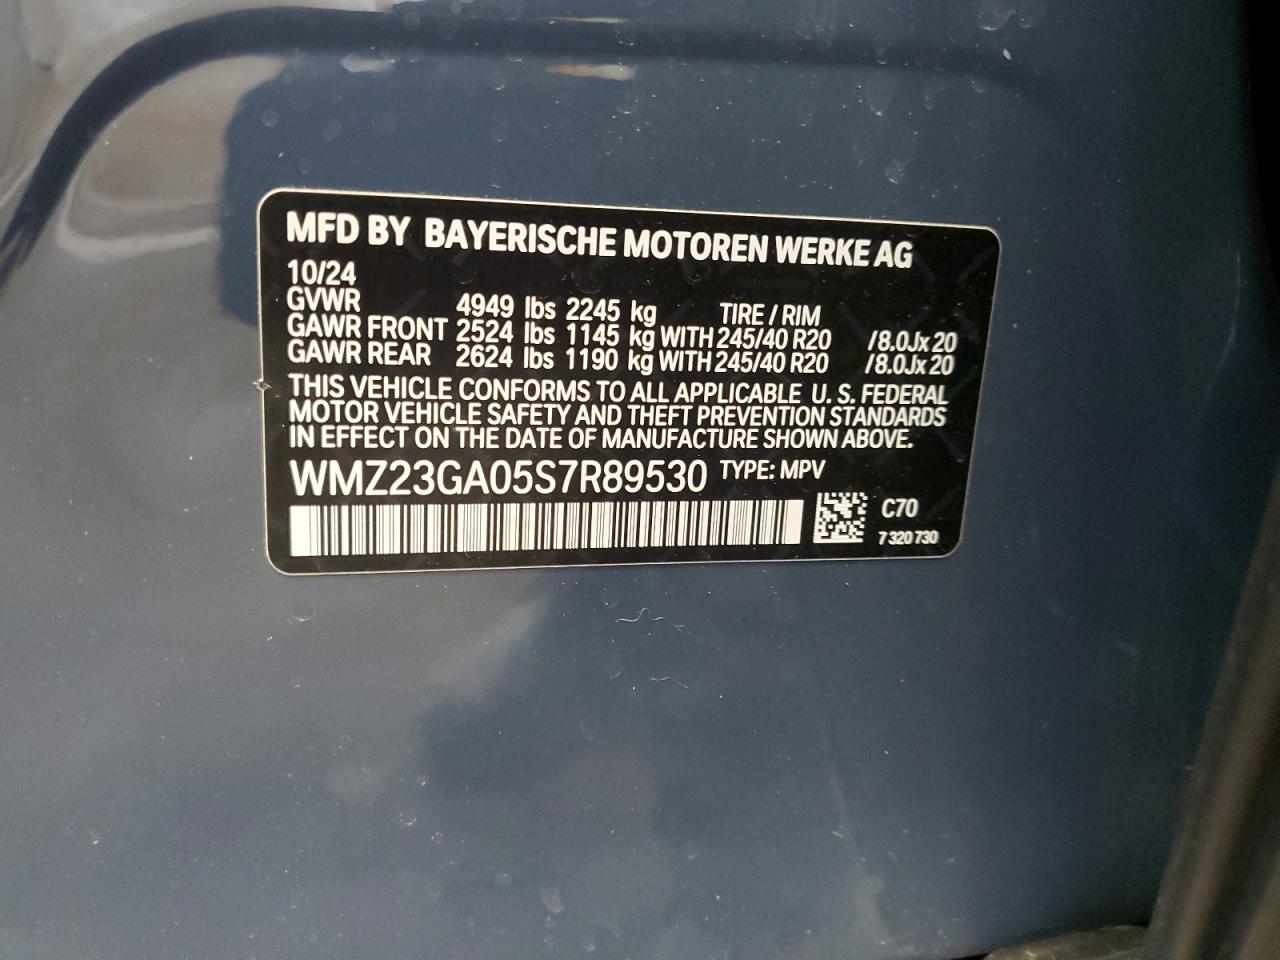 MFD BY BAYERISCHE MOTOREN WERKE AG
10/24
GVWR 4949 lbs 2245 kg TIRE / RIM
GAWR FRONT 2524 lbs 1145 kg WITH 245/40 R20 /8.0Jx20
GAWR REAR 2624 lbs 1190 kg WITH 245/40 R20 /8.0Jx20
THIS VEHICLE CONFORMS TO ALL APPLICABLE U. S. FEDERAL
MOTOR VEHICLE SAFETY AND THEFT PREVENTION STANDARDS
IN EFFECT ON THE DATE OF MANUFACTURE SHOWN ABOVE.
WMZ23GA05S7R89530 TYPE: MPV
C70
7 320 730